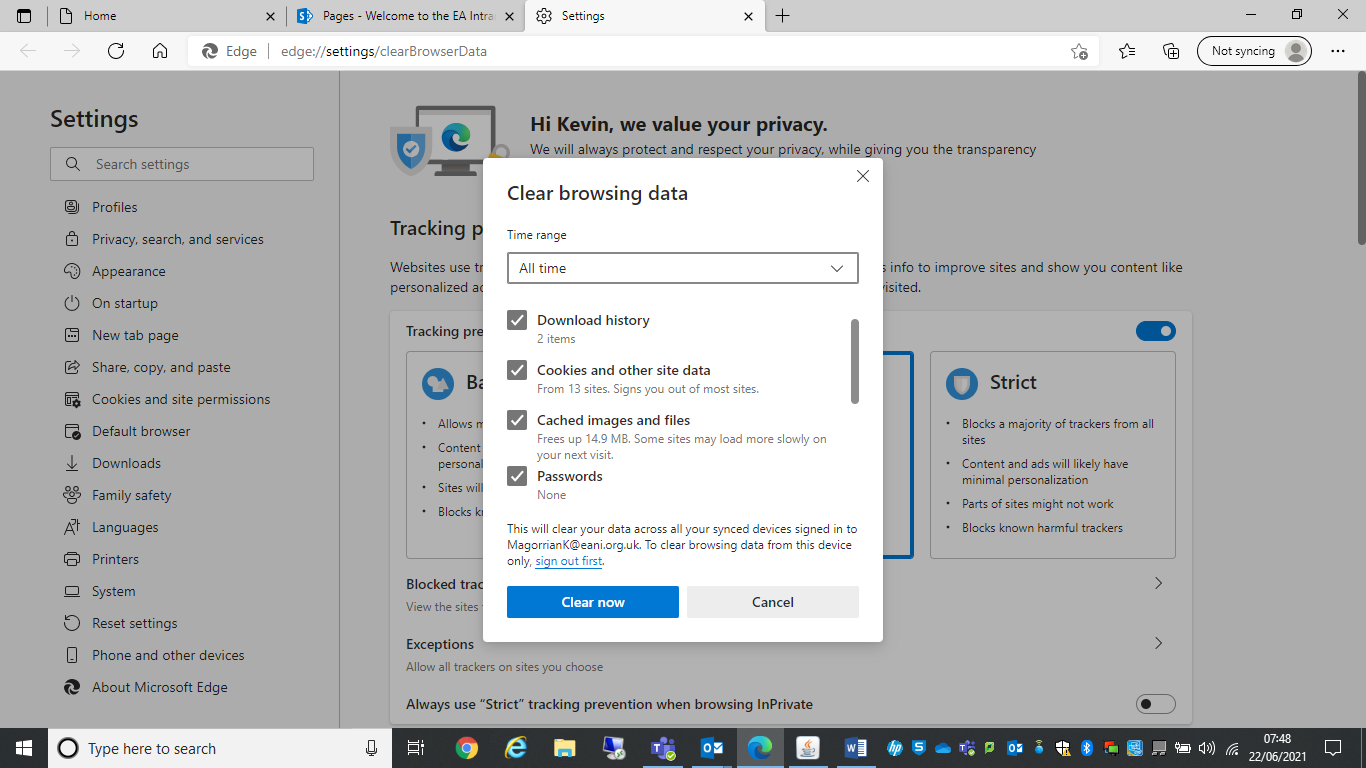 Home
Pages - Welcome to the EA Intra
Settings
Edge
edge://settings/clearBrowserData
Not syncing
Settings
Search settings
Profiles
Privacy, search, and services
Appearance
On startup
New tab page
Share, copy, and paste
Cookies and site permissions
Default browser
Downloads
Family safety
Languages
Printers
System
Reset settings
Phone and other devices
About Microsoft Edge
Hi Kevin, we value your privacy.
We will always protect and respect your privacy, while giving you the transparency
Tracking p
Websites use tr
s info to improve sites and show you content like
personalized ad
visited.
Tracking pre
Ba
Allows m
Content
persona
Sites will
Blocks k
Strict
Blocks a majority of trackers from all
sites
Content and ads will likely have
minimal personalization
Parts of sites might not work
Blocks known harmful trackers
Blocked trac
View the sites
Exceptions
Allow all trackers on sites you choose
Always use “Strict” tracking prevention when browsing InPrivate
Clear browsing data
Time range
All time
Download history
2 items
Cookies and other site data
From 13 sites. Signs you out of most sites.
Cached images and files
Frees up 14.9 MB. Some sites may load more slowly on
your next visit.
Passwords
None
This will clear your data across all your synced devices signed in to
MagorrianK@eani.org.uk. To clear browsing data from this device
only, sign out first.
Clear now
Cancel
Type here to search
07:48
22/06/2021